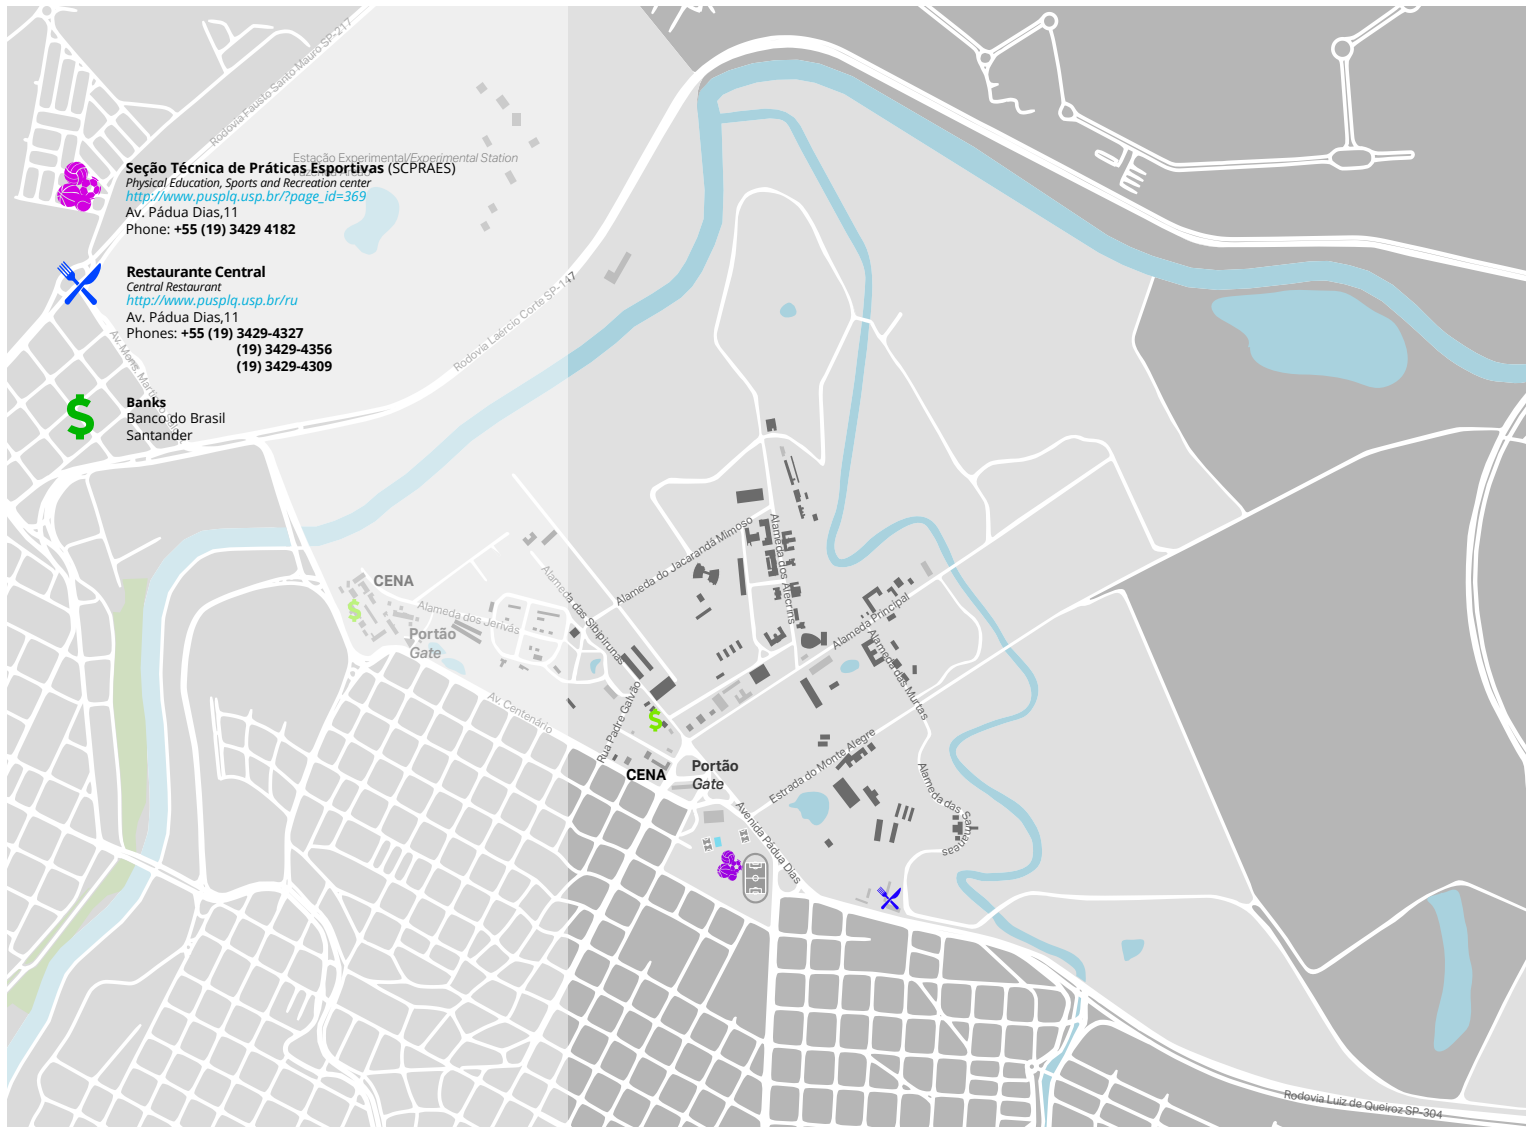 Rodovia Fausto Santo Mauro SP-217
Estação Experimental/Experimental Station
Seção Técnica de Práticas Esportivas (SCPRAES)
Physical Education, Sports and Recreation center
http://www.pusplq.usp.br/?page_id=369
Av. Pádua Dias,11
Phone: +55 (19) 3429 4182
Restaurante Central
Central Restaurant
http://www.pusplq.usp.br/ru
Av. Pádua Dias,11
Phones: +55 (19) 3429-4327
(19) 3429-4356
(19) 3429-4309
Banks
Banco do Brasil
Santander
Rodovia Laércio Corte SP-147
Av. Mons.
Alameda do Jacarandá Mimoso
Alameda dos Alecrins
CENA
Portão
Gate
Alameda dos Jerivás
Alameda das Sibipirunas
Alameda Principal
Alameda das Murtas
Av. Centenário
Rua Padre Galvão
CENA
Portão
Gate
Estrada do Monte Alegre
Avenida Pádua Dias
Alameda das Samaneas
Rodovia Luiz de Queiroz SP-304